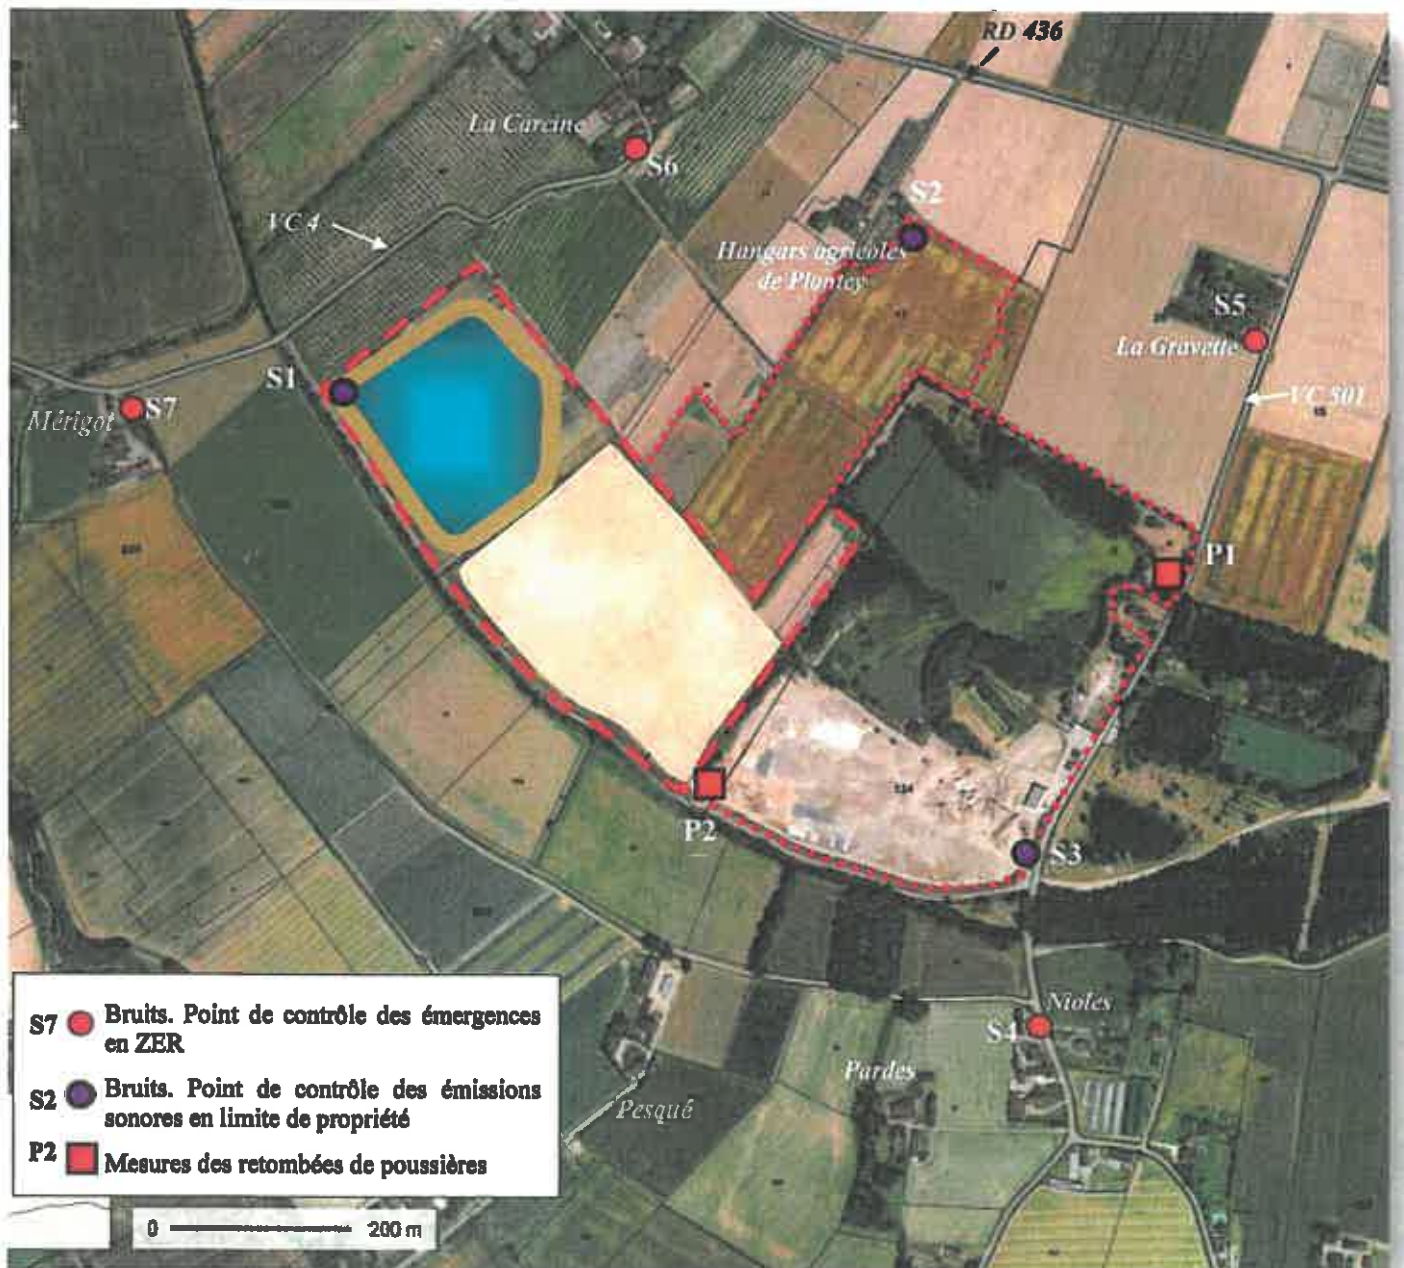 RD 436
La Carcine
S6
VC 4
S2
Hangars agricoles
de Plantey
S5
La Gravette
S1
VC 501
S7
Mérigot
P1
P2
S3
Nioles
S4
Pardes
Pesqué
S7 Bruits. Point de contrôle des émergences
en ZER
S2 Bruits. Point de contrôle des émissions
sonores en limite de propriété
P2 Mesures des retombées de poussières
0 200 m